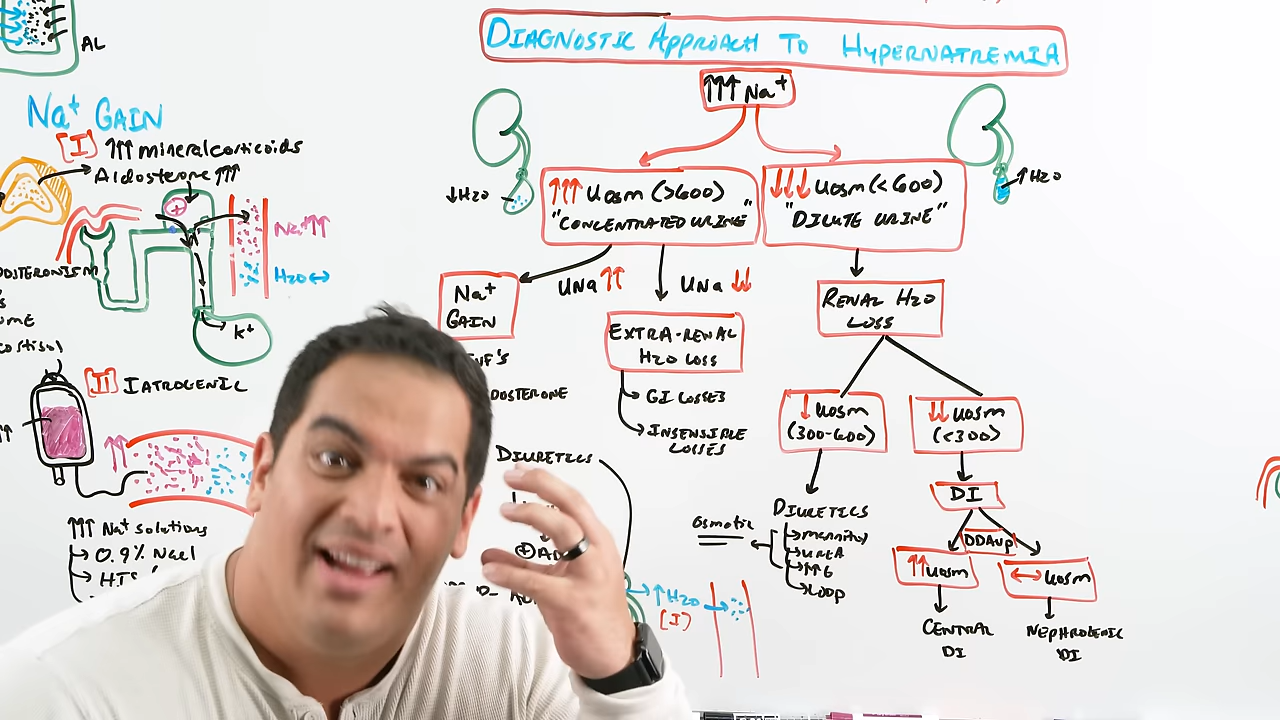 AL
DIAGNOSTIC APPROACH TO HYPERNATREMIA
↑↑↑ Na⁺
Na⁺ GAIN
[I] ↑↑↑ mineralcorticoids
Aldosterone ↑↑↑
+
Na⁺↑↑
H2O ↔
K⁺
[II] IATROGENIC
↑↑
↑↑↑ Na⁺ solutions
0.9% NaCl
↓H2O
↑↑↑ Uosm (>600)
"CONCENTRATED URINE"
↓↓↓ Uosm (<600)
"DILUTE URINE"
↑H2O
UNa ↑↑
UNa ↓↓
Na⁺
GAIN
EXTRA-RENAL
H2O LOSS
GI LOSSES
INSENSIBLE
LOSSES
RENAL H2O
LOSS
↓ Uosm
(300-600)
↓↓ Uosm
(<300)
DIURETICS
↑H2O
[I]
DIURETICS
Osmotic
mannitol
UREA
LOOP
DI
DDAVP
↑↑ Uosm
↔ Uosm
CENTRAL
DI
NEPHROGENIC
DI